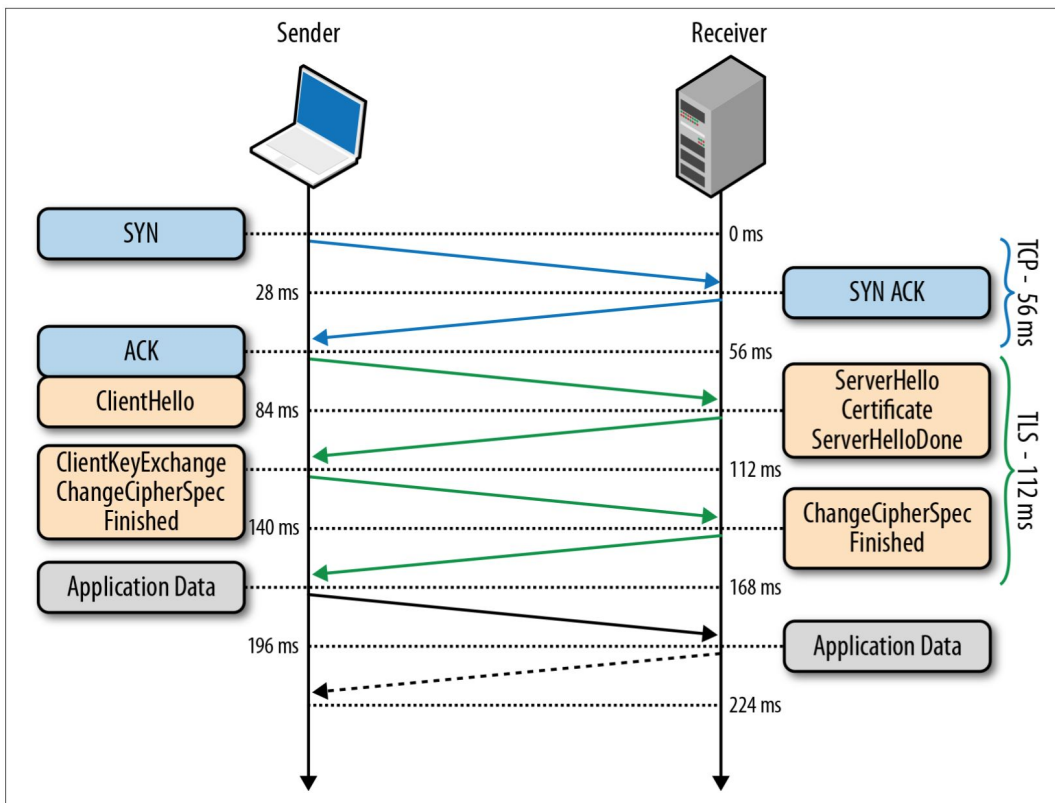 Sender
Receiver
SYN
0 ms
28 ms
SYN ACK
TCP - 56 ms
ACK
56 ms
ClientHello
84 ms
ServerHello
Certificate
ServerHelloDone
TLS - 112 ms
ClientKeyExchange
ChangeCipherSpec
Finished
112 ms
140 ms
ChangeCipherSpec
Finished
Application Data
168 ms
196 ms
Application Data
224 ms